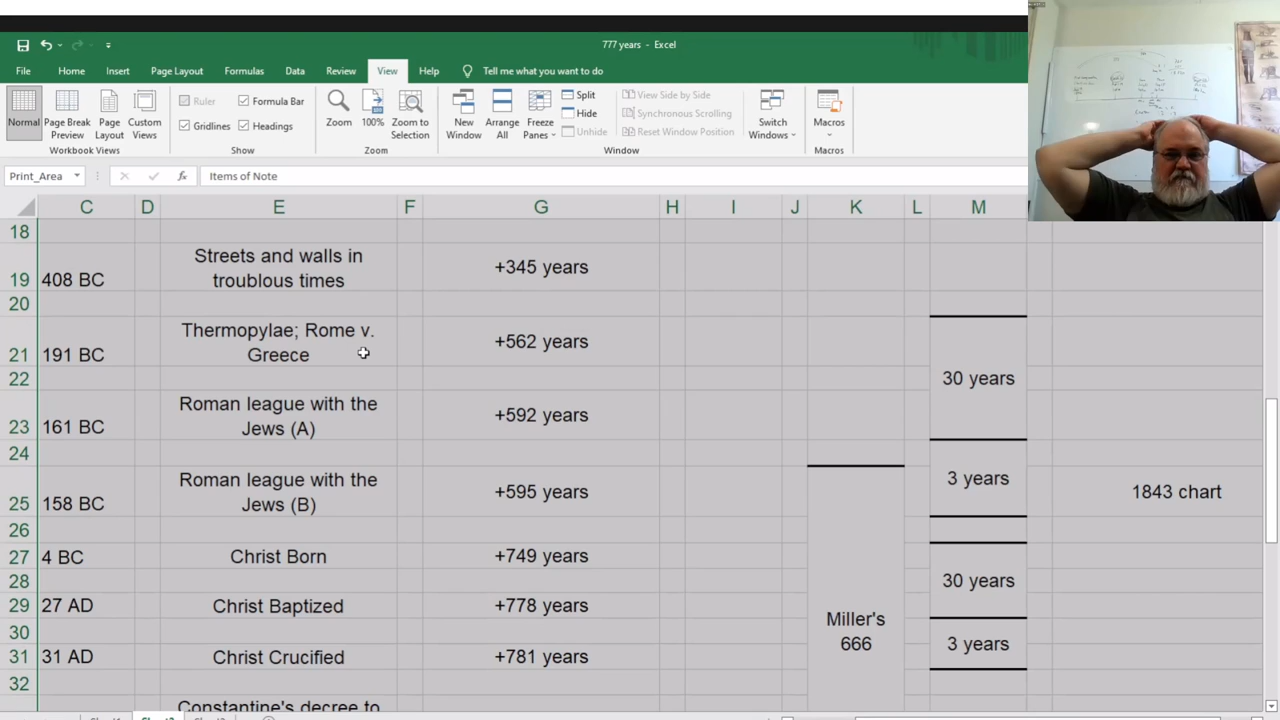 777 years - Excel
File Home Insert Page Layout Formulas Data Review View Help Tell me what you want to do
Normal
Page Break
Preview
Page
Layout
Custom
Views
Workbook Views
Ruler
Formula Bar
Gridlines
Headings
Show
Zoom
100%
Zoom to
Selection
Zoom
New
Window
Arrange
All
Freeze
Panes
Split
Hide
Unhide
View Side by Side
Synchronous Scrolling
Reset Window Position
Switch
Windows
Window
Macros
Macros
Print_Area
fx
Items of Note
C D E F G H I J K L M
18
19 408 BC Streets and walls in
troublous times +345 years
20
21 191 BC Thermopylae; Rome v.
Greece +562 years
22 30 years
23 161 BC Roman league with the
Jews (A) +592 years
24
3 years
25 158 BC Roman league with the
Jews (B) +595 years 1843 chart
26
27 4 BC Christ Born +749 years
28 30 years
29 27 AD Christ Baptized +778 years
30 Miller's
666
3 years
31 31 AD Christ Crucified +781 years
32
Constantine's decree to